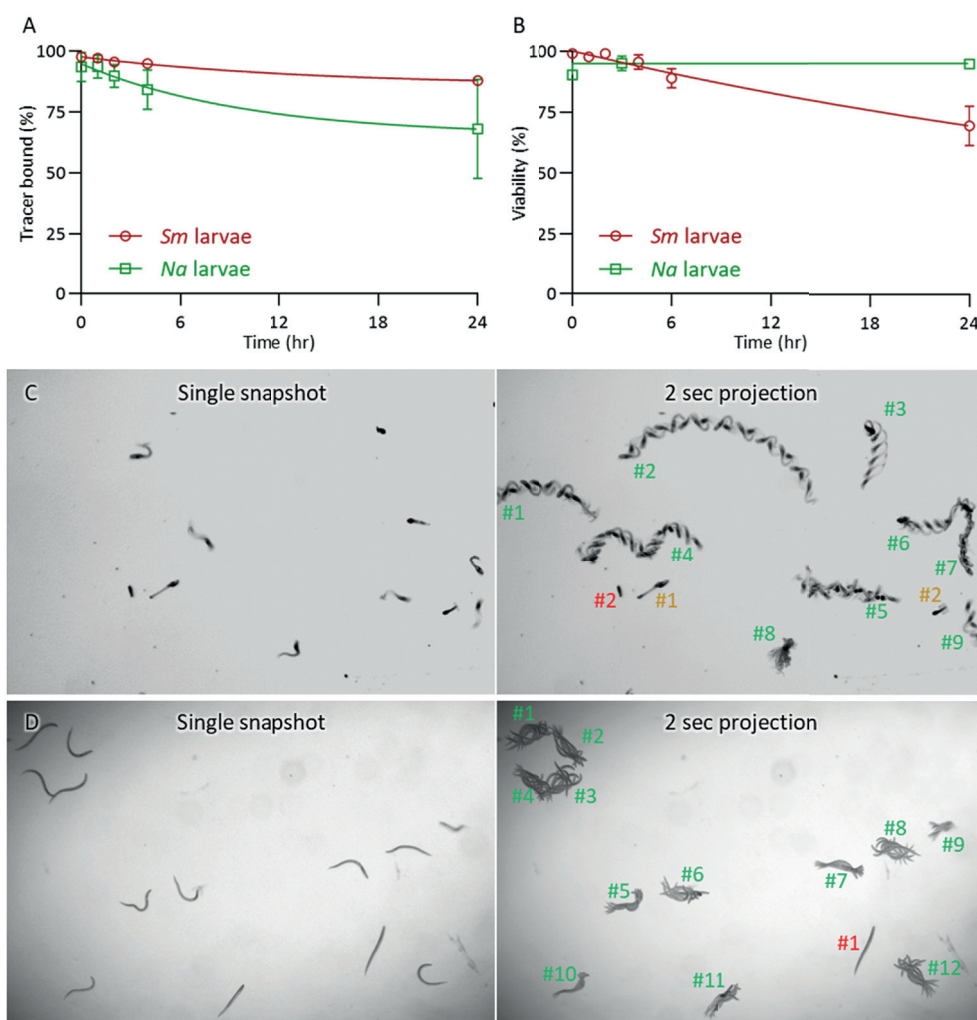 A
B
100
75
50
25
0
Tracer bound (%)
Sm larvae
Na larvae
0 6 12 18 24
Time (hr)
100
75
50
25
0
Viability (%)
Sm larvae
Na larvae
0 6 12 18 24
Time (hr)
C
Single snapshot
2 sec projection
#1
#2
#3
#4
#6
#7
#2
#1
#5
#2
#8
#9
D
Single snapshot
2 sec projection
#1
#2
#4
#3
#8
#9
#5
#6
#7
#1
#10
#11
#12